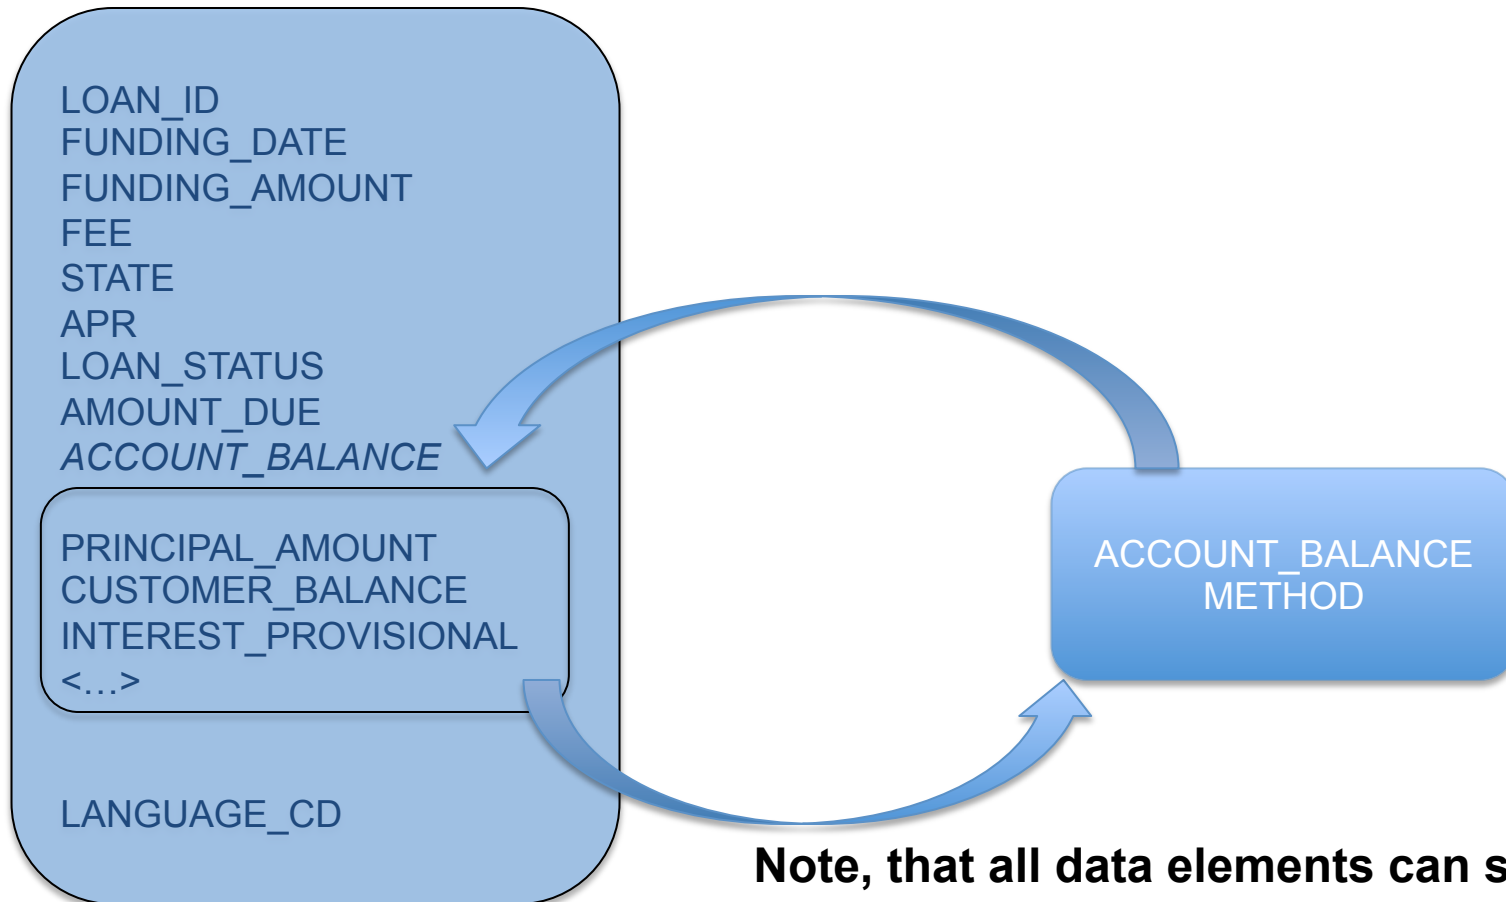 LOAN_ID
FUNDING_DATE
FUNDING_AMOUNT
FEE
STATE
APR
LOAN_STATUS
AMOUNT_DUE
ACCOUNT_BALANCE
PRINCIPAL_AMOUNT
CUSTOMER_BALANCE
INTEREST_PROVISIONAL
<...>
LANGUAGE_CD
ACCOUNT_BALANCE
METHOD
Note, that all data elements can